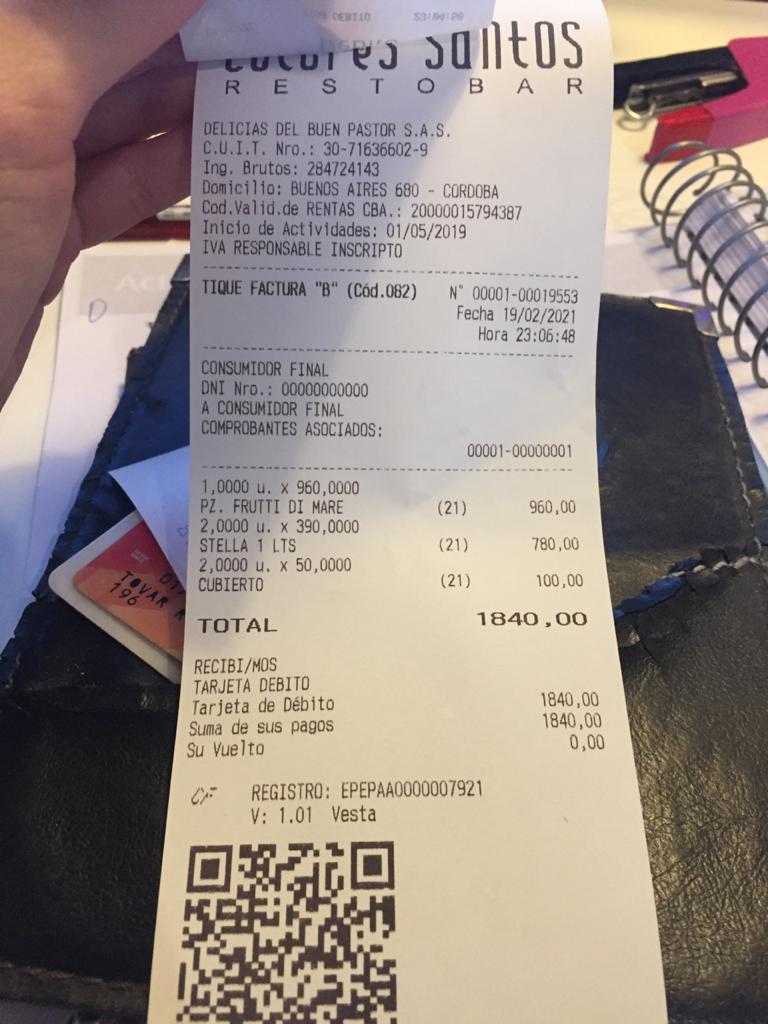 DEBITO
Santos
RESTOBAR
DELICIAS DEL BUEN PASTOR S.A.S.
C.U.I.T. Nro.: 30-71636602-9
Ing. Brutos: 284724143
Domicilio: BUENOS AIRES 680 - CORDOBA
Cod.Valid.de RENTAS CBA.: 20000015794387
Inicio de Actividades: 01/05/2019
IVA RESPONSABLE INSCRIPTO
TIQUE FACTURA "B" (Cód.082) N° 00001-00019553
Fecha 19/02/2021
Hora 23:06:48
CONSUMIDOR FINAL
DNI Nro.: 00000000000
A CONSUMIDOR FINAL
COMPROBANTES ASOCIADOS:
00001-00000001
1,0000 u. x 960,0000
PZ. FRUTTI DI MARE (21) 960,00
2,0000 u. x 390,0000
STELLA 1 LTS (21) 780,00
2,0000 u. x 50,0000
CUBIERTO (21) 100,00
TOTAL 1840,00
RECIBI/MOS
TARJETA DEBITO
Tarjeta de Débito 1840,00
Suma de sus pagos 1840,00
Su Vuelto 0,00
CF REGISTRO: EPEPAA0000007921
V: 1.01 Vesta
TOVAR
196